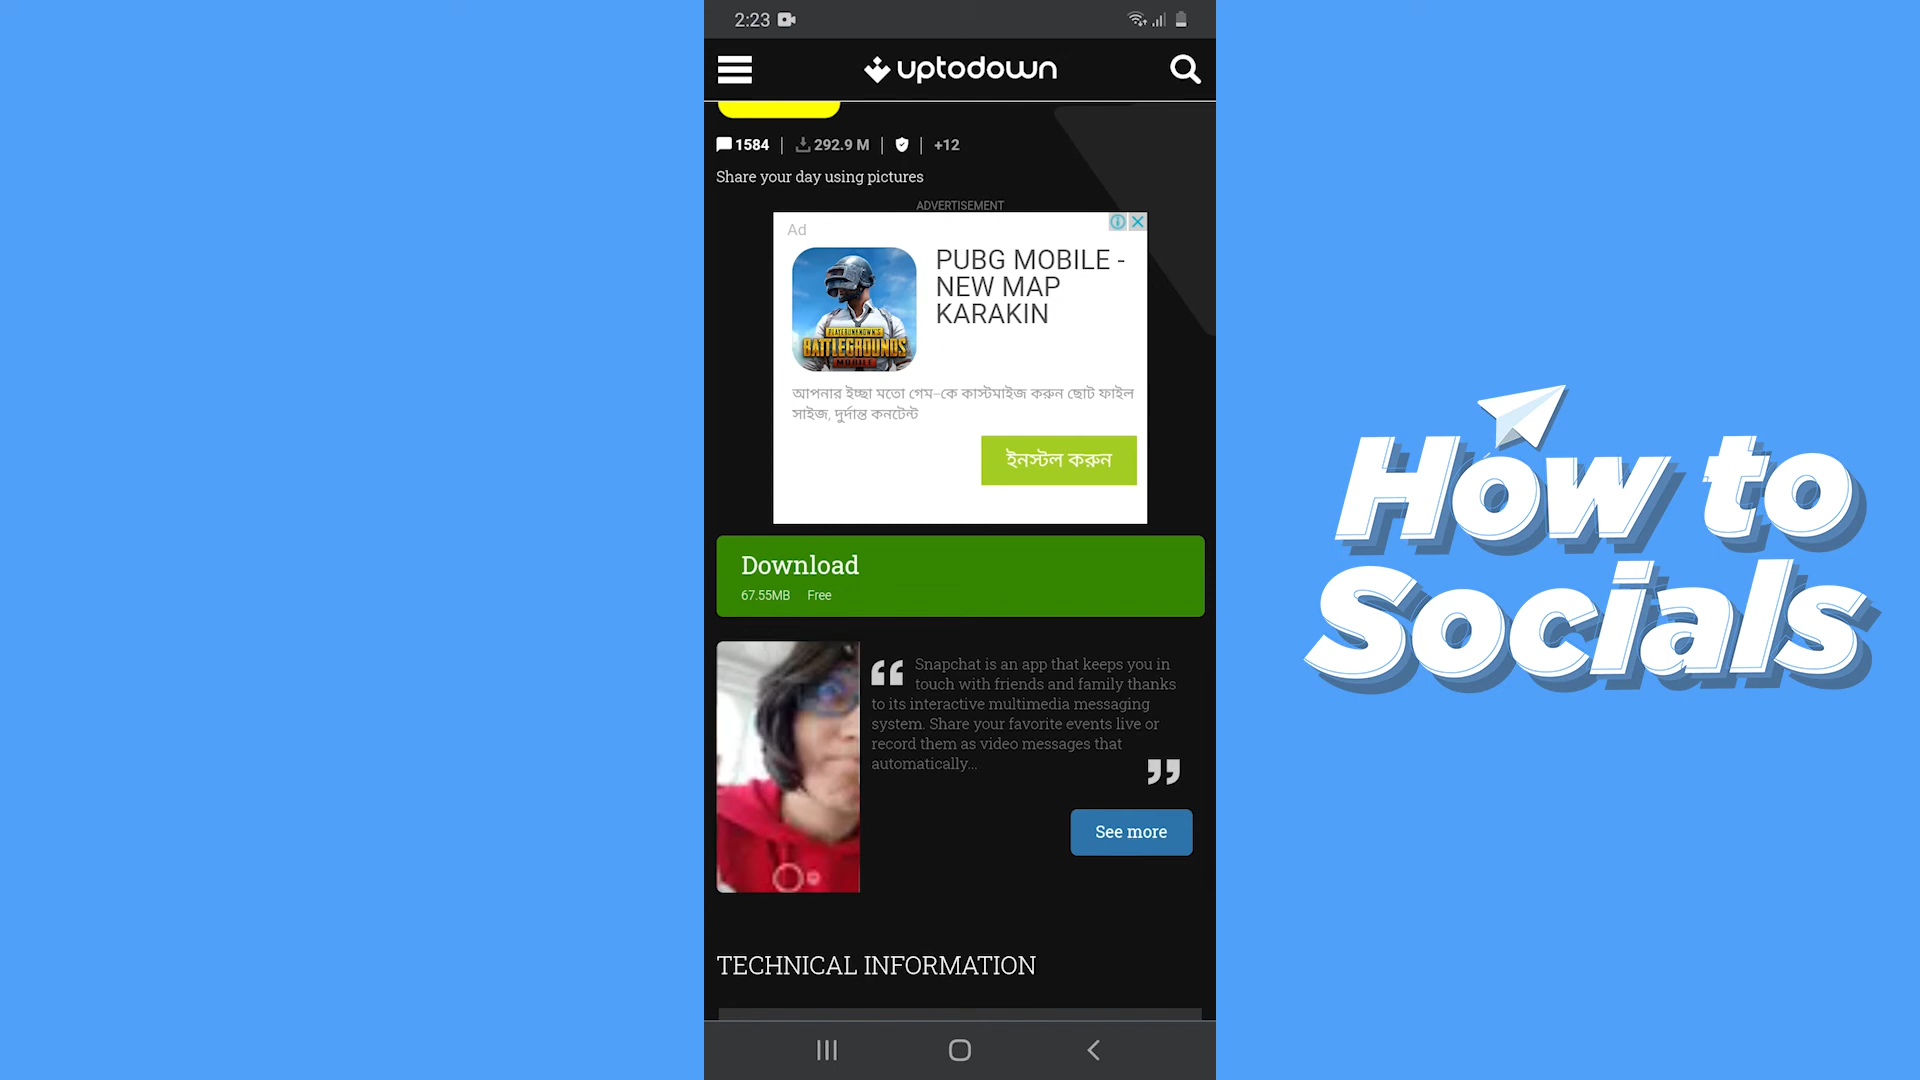 2:23
uptodown
1584 | 292.9 M | | +12
Share your day using pictures
ADVERTISEMENT
Ad
PUBG MOBILE -
NEW MAP
KARAKIN
PLAYERUNKNOWN'S
BATTLEGROUNDS
MOBILE
আপনার ইচ্ছা মতো গেম-কে কাস্টমাইজ করুন ছোট ফাইল
সাইজ, দুর্দান্ত কনটেন্ট
ইনস্টল করুন
Download
67.55MB Free
“ Snapchat is an app that keeps you in
touch with friends and family thanks
to its interactive multimedia messaging
system. Share your favorite events live or
record them as video messages that
automatically... ”
See more
TECHNICAL INFORMATION
How to
Socials